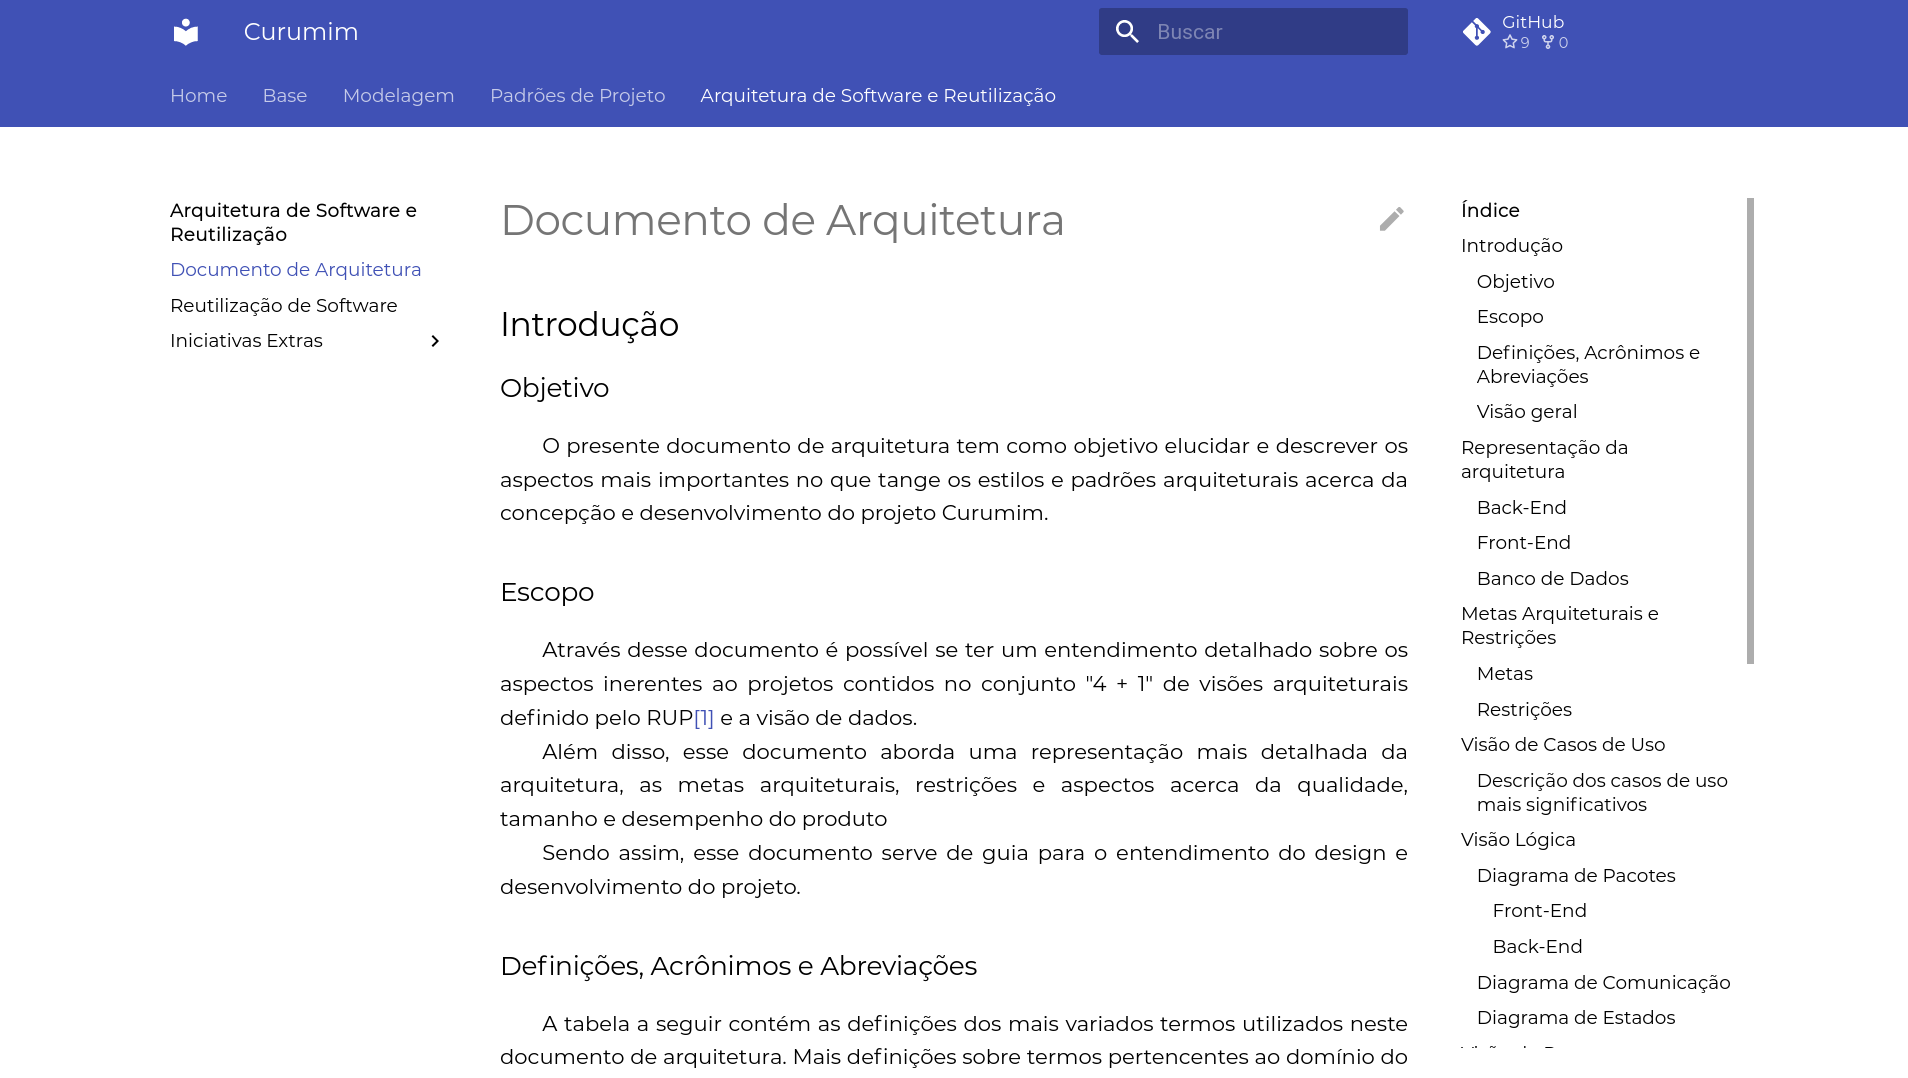 Curumim
Buscar
GitHub
9 0
Home Base Modelagem Padrões de Projeto Arquitetura de Software e Reutilização
Arquitetura de Software e
Reutilização
Documento de Arquitetura
Reutilização de Software
Iniciativas Extras
Documento de Arquitetura
Introdução
Objetivo
O presente documento de arquitetura tem como objetivo elucidar e descrever os
aspectos mais importantes no que tange os estilos e padrões arquiteturais acerca da
concepção e desenvolvimento do projeto Curumim.
Escopo
Através desse documento é possível se ter um entendimento detalhado sobre os
aspectos inerentes ao projetos contidos no conjunto "4 + 1" de visões arquiteturais
definido pelo RUP[1] e a visão de dados.
Além disso, esse documento aborda uma representação mais detalhada da
arquitetura, as metas arquiteturais, restrições e aspectos acerca da qualidade,
tamanho e desempenho do produto
Sendo assim, esse documento serve de guia para o entendimento do design e
desenvolvimento do projeto.
Definições, Acrônimos e Abreviações
A tabela a seguir contém as definições dos mais variados termos utilizados neste
documento de arquitetura. Mais definições sobre termos pertencentes ao domínio do
Índice
Introdução
Objetivo
Escopo
Definições, Acrônimos e
Abreviações
Visão geral
Representação da
arquitetura
Back-End
Front-End
Banco de Dados
Metas Arquiteturais e
Restrições
Metas
Restrições
Visão de Casos de Uso
Descrição dos casos de uso
mais significativos
Visão Lógica
Diagrama de Pacotes
Front-End
Back-End
Diagrama de Comunicação
Diagrama de Estados